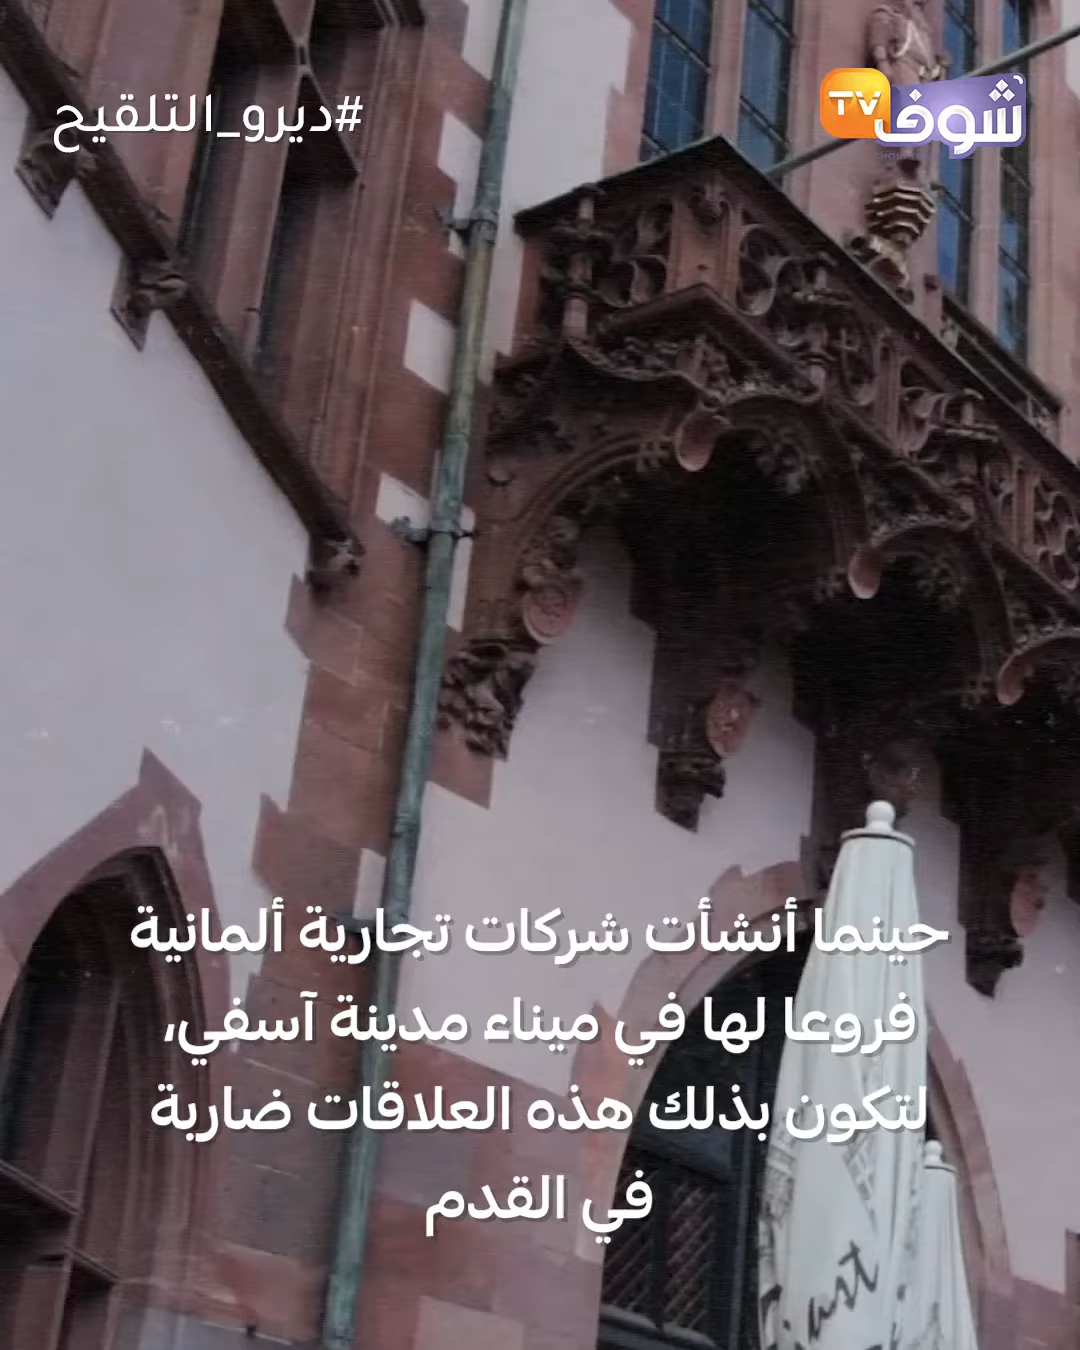 #ديرو_التلقيح
شوف TV
حينما أنشأت شركات تجارية ألمانية
فروعا لها في ميناء مدينة آسفي،
لتكون بذلك هذه العلاقات ضاربة
في القدم